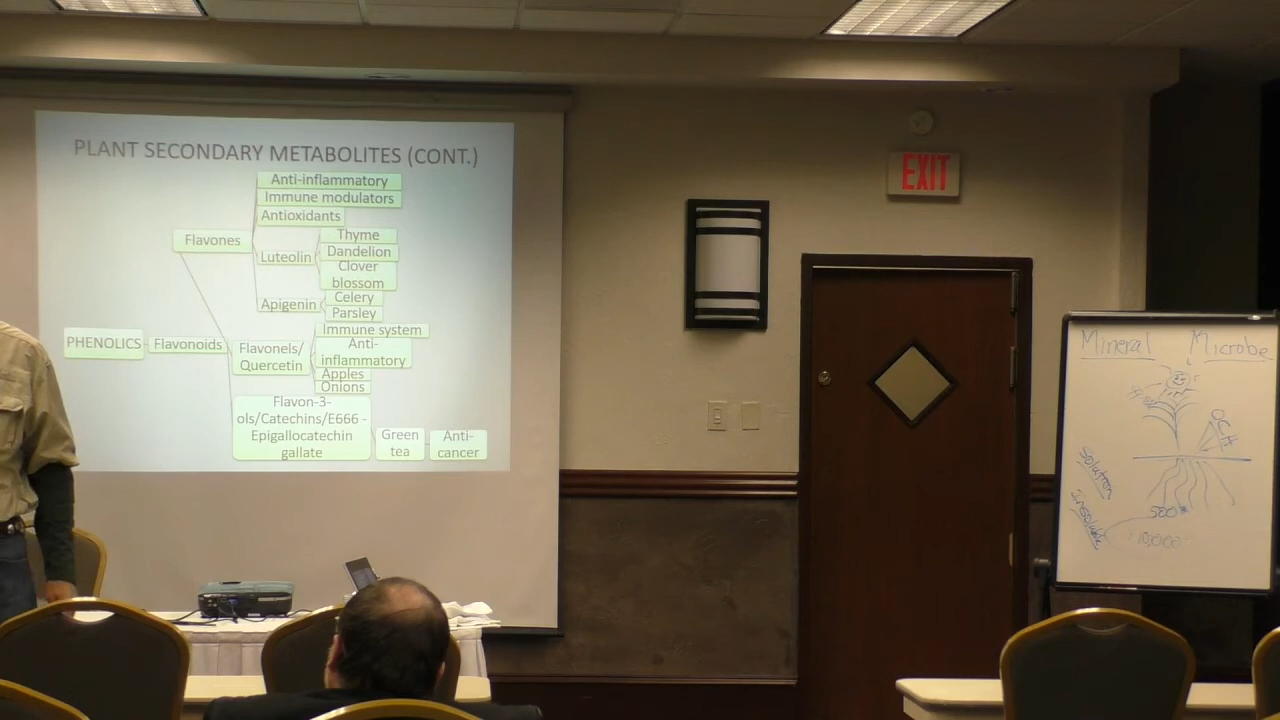 PLANT SECONDARY METABOLITES (CONT.)
Anti-inflammatory
Immune modulators
Antioxidants
Flavones
Luteolin
Thyme
Dandelion
Clover
blossom
Apigenin
Celery
Parsley
PHENOLICS
Flavonoids
Flavonels/
Quercetin
Immune system
Anti-
inflammatory
Apples
Onions
Flavon-3-
ols/Catechins/E666 -
Epigallocatechin
gallate
Green
tea
Anti-
cancer
EXIT
Mineral Microbe
OCH
Solution
Insoluble
500